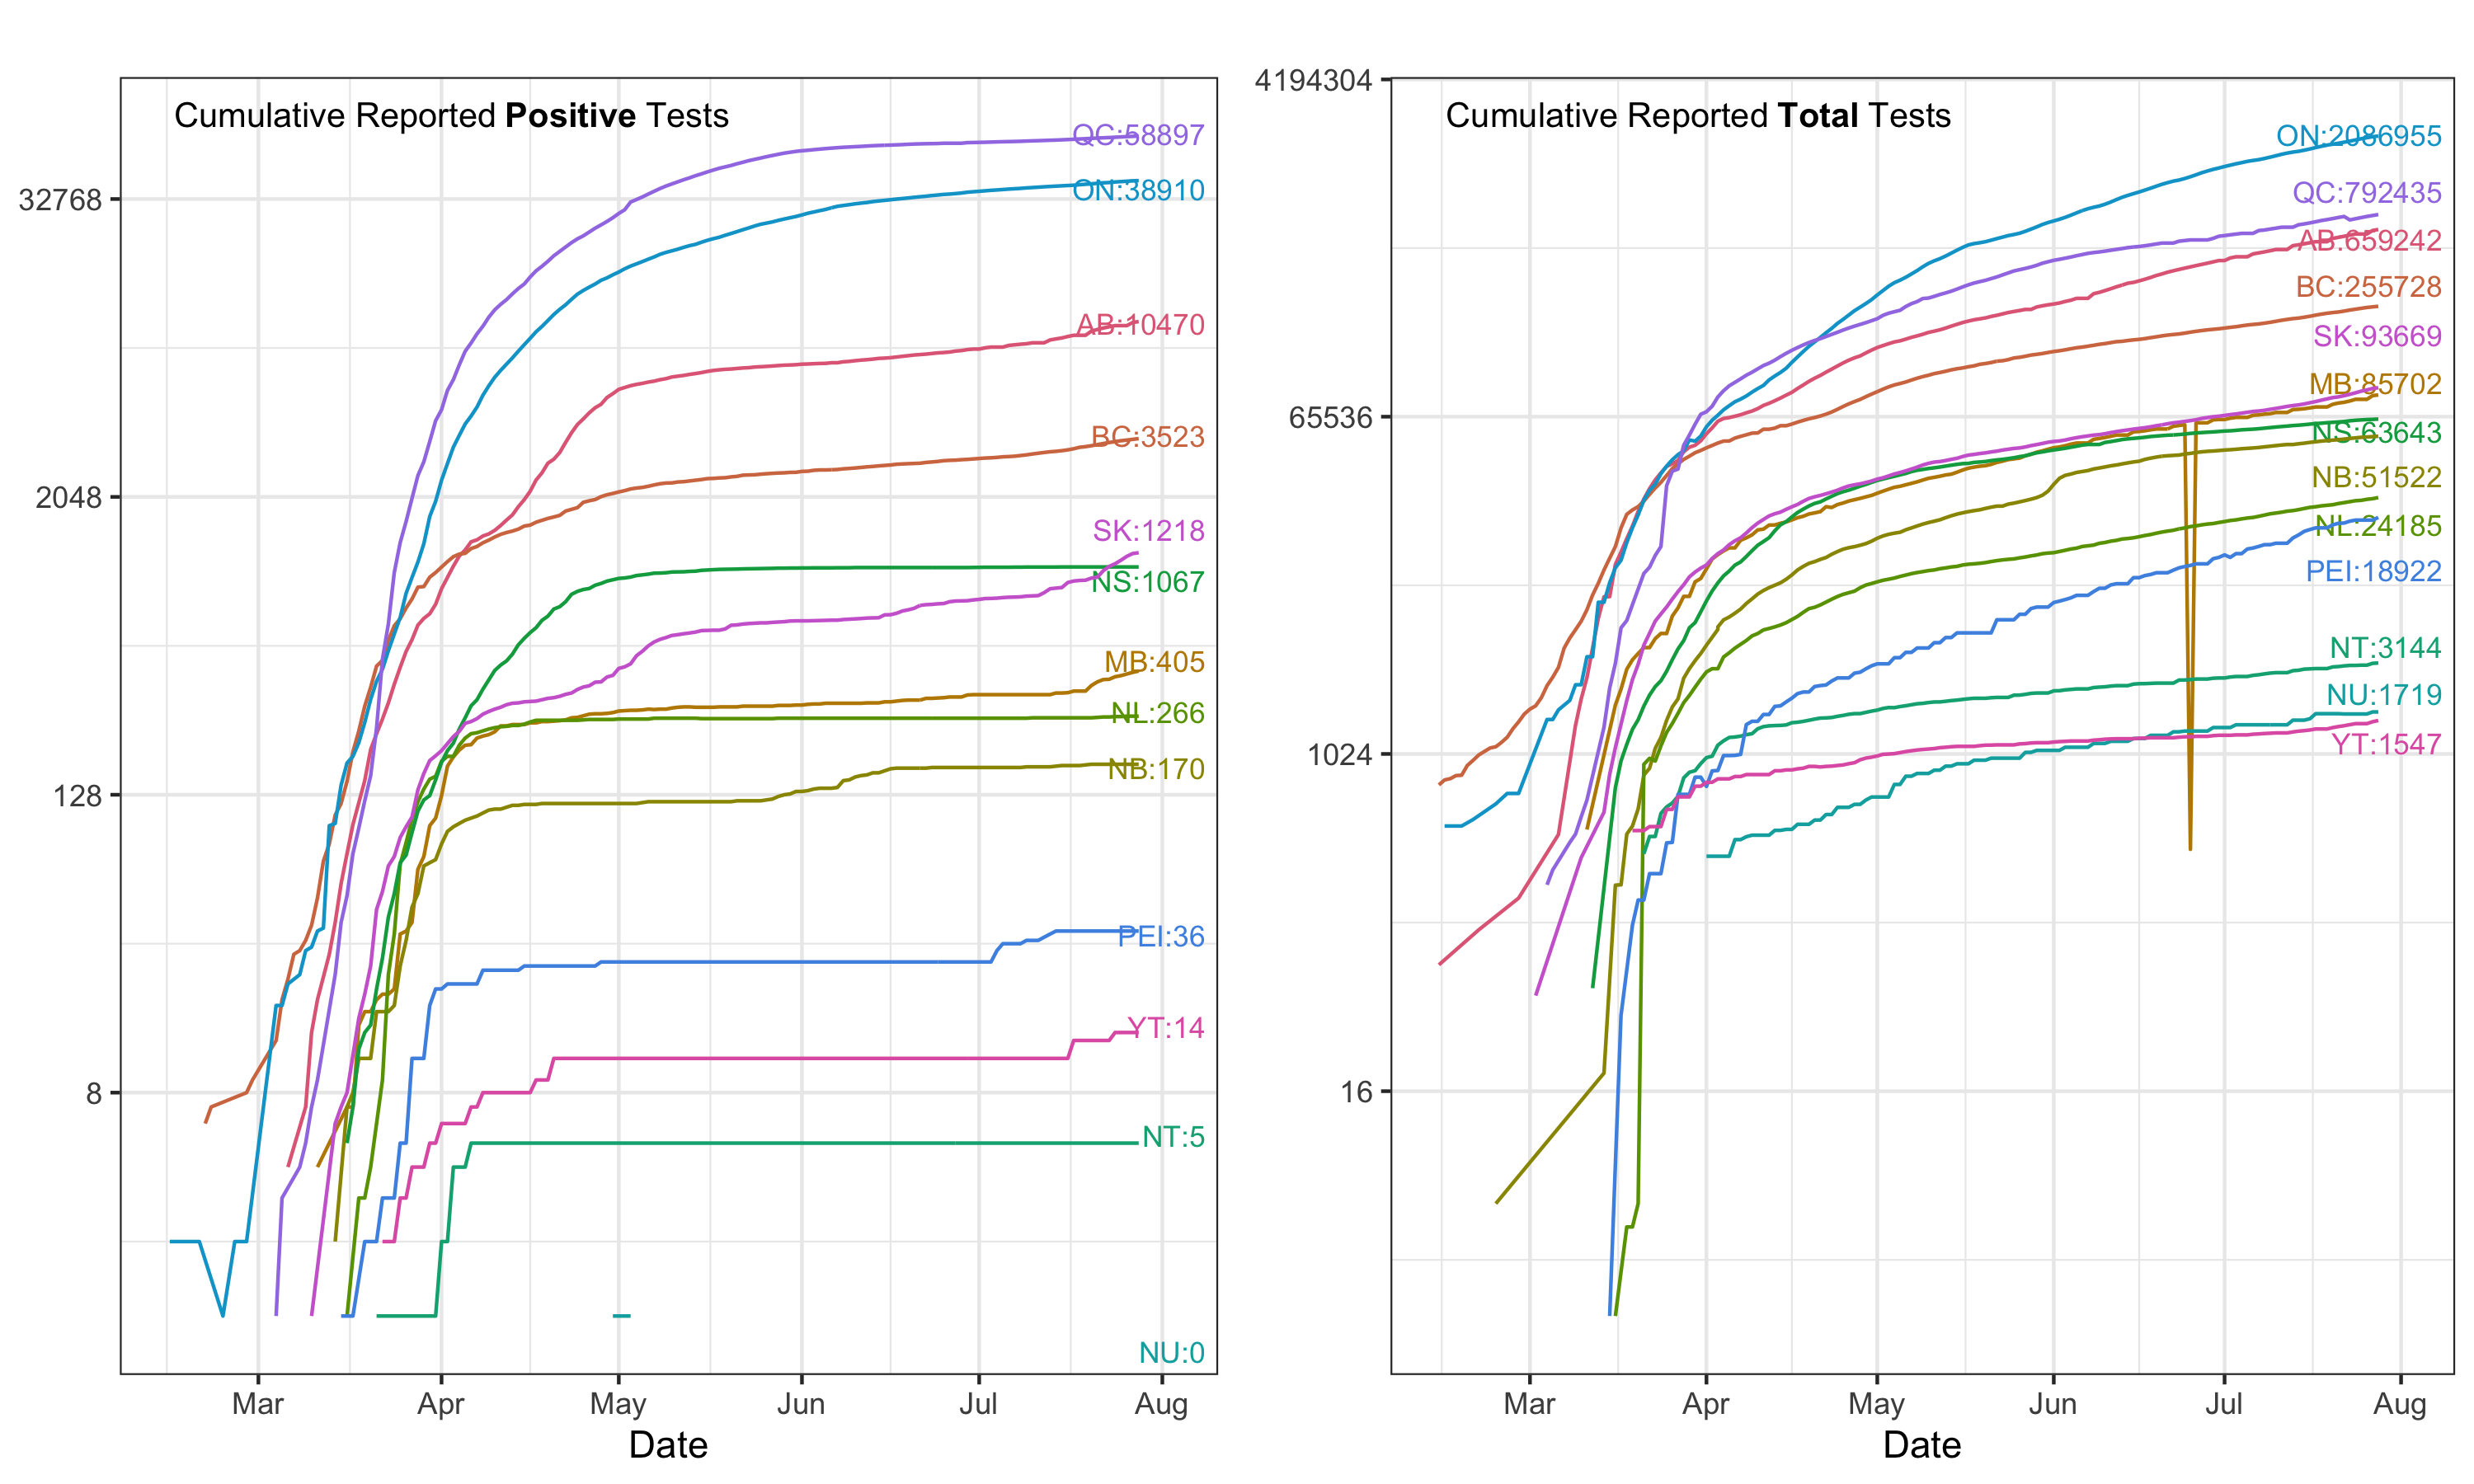 Cumulative Reported Positive Tests
QC:58897
ON:38910
AB:10470
BC:3523
SK:1218
NS:1067
MB:405
NL:266
NB:170
PEI:36
YT:14
NT:5
NU:0
32768
2048
128
8
Mar Apr May Jun Jul Aug
Date
Cumulative Reported Total Tests
ON:2086955
QC:792435
AB:659242
BC:255728
SK:93669
MB:85702
NS:63643
NB:51522
NL:24185
PEI:18922
NT:3144
NU:1719
YT:1547
4194304
65536
1024
16
Mar Apr May Jun Jul Aug
Date